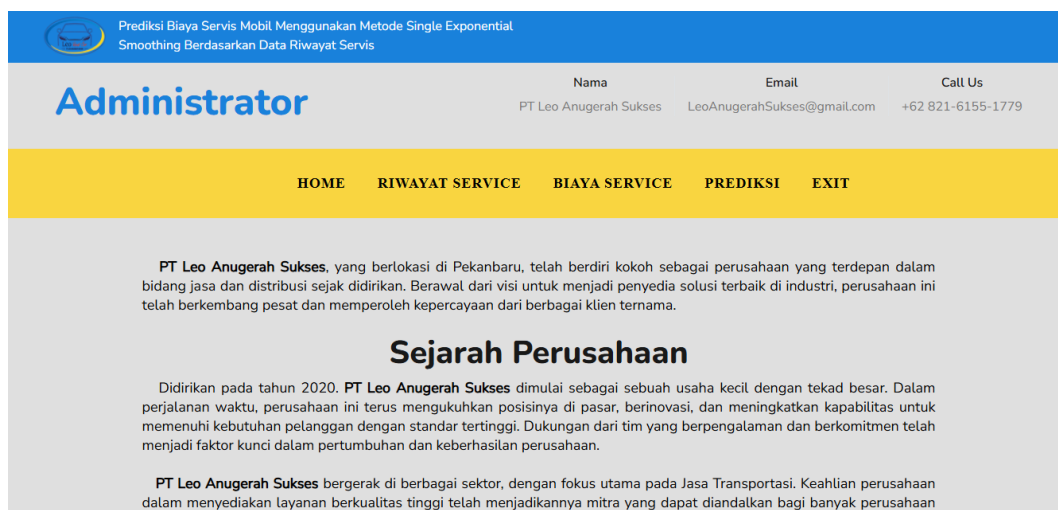 Prediksi Biaya Servis Mobil Menggunakan Metode Single Exponential
Smoothing Berdasarkan Data Riwayat Servis
Administrator
Nama
PT Leo Anugerah Sukses
Email
LeoAnugerahSukses@gmail.com
Call Us
+62 821-6155-1779
HOME RIWAYAT SERVICE BIAYA SERVICE PREDIKSI EXIT
PT Leo Anugerah Sukses, yang berlokasi di Pekanbaru, telah berdiri kokoh sebagai perusahaan yang terdepan dalam
bidang jasa dan distribusi sejak didirikan. Berawal dari visi untuk menjadi penyedia solusi terbaik di industri, perusahaan ini
telah berkembang pesat dan memperoleh kepercayaan dari berbagai klien ternama.
Sejarah Perusahaan
Didirikan pada tahun 2020. PT Leo Anugerah Sukses dimulai sebagai sebuah usaha kecil dengan tekad besar. Dalam
perjalanan waktu, perusahaan ini terus mengukuhkan posisinya di pasar, berinovasi, dan meningkatkan kapabilitas untuk
memenuhi kebutuhan pelanggan dengan standar tertinggi. Dukungan dari tim yang berpengalaman dan berkomitmen telah
menjadi faktor kunci dalam pertumbuhan dan keberhasilan perusahaan.
PT Leo Anugerah Sukses bergerak di berbagai sektor, dengan fokus utama pada Jasa Transportasi. Keahlian perusahaan
dalam menyediakan layanan berkualitas tinggi telah menjadikannya mitra yang dapat diandalkan bagi banyak perusahaan